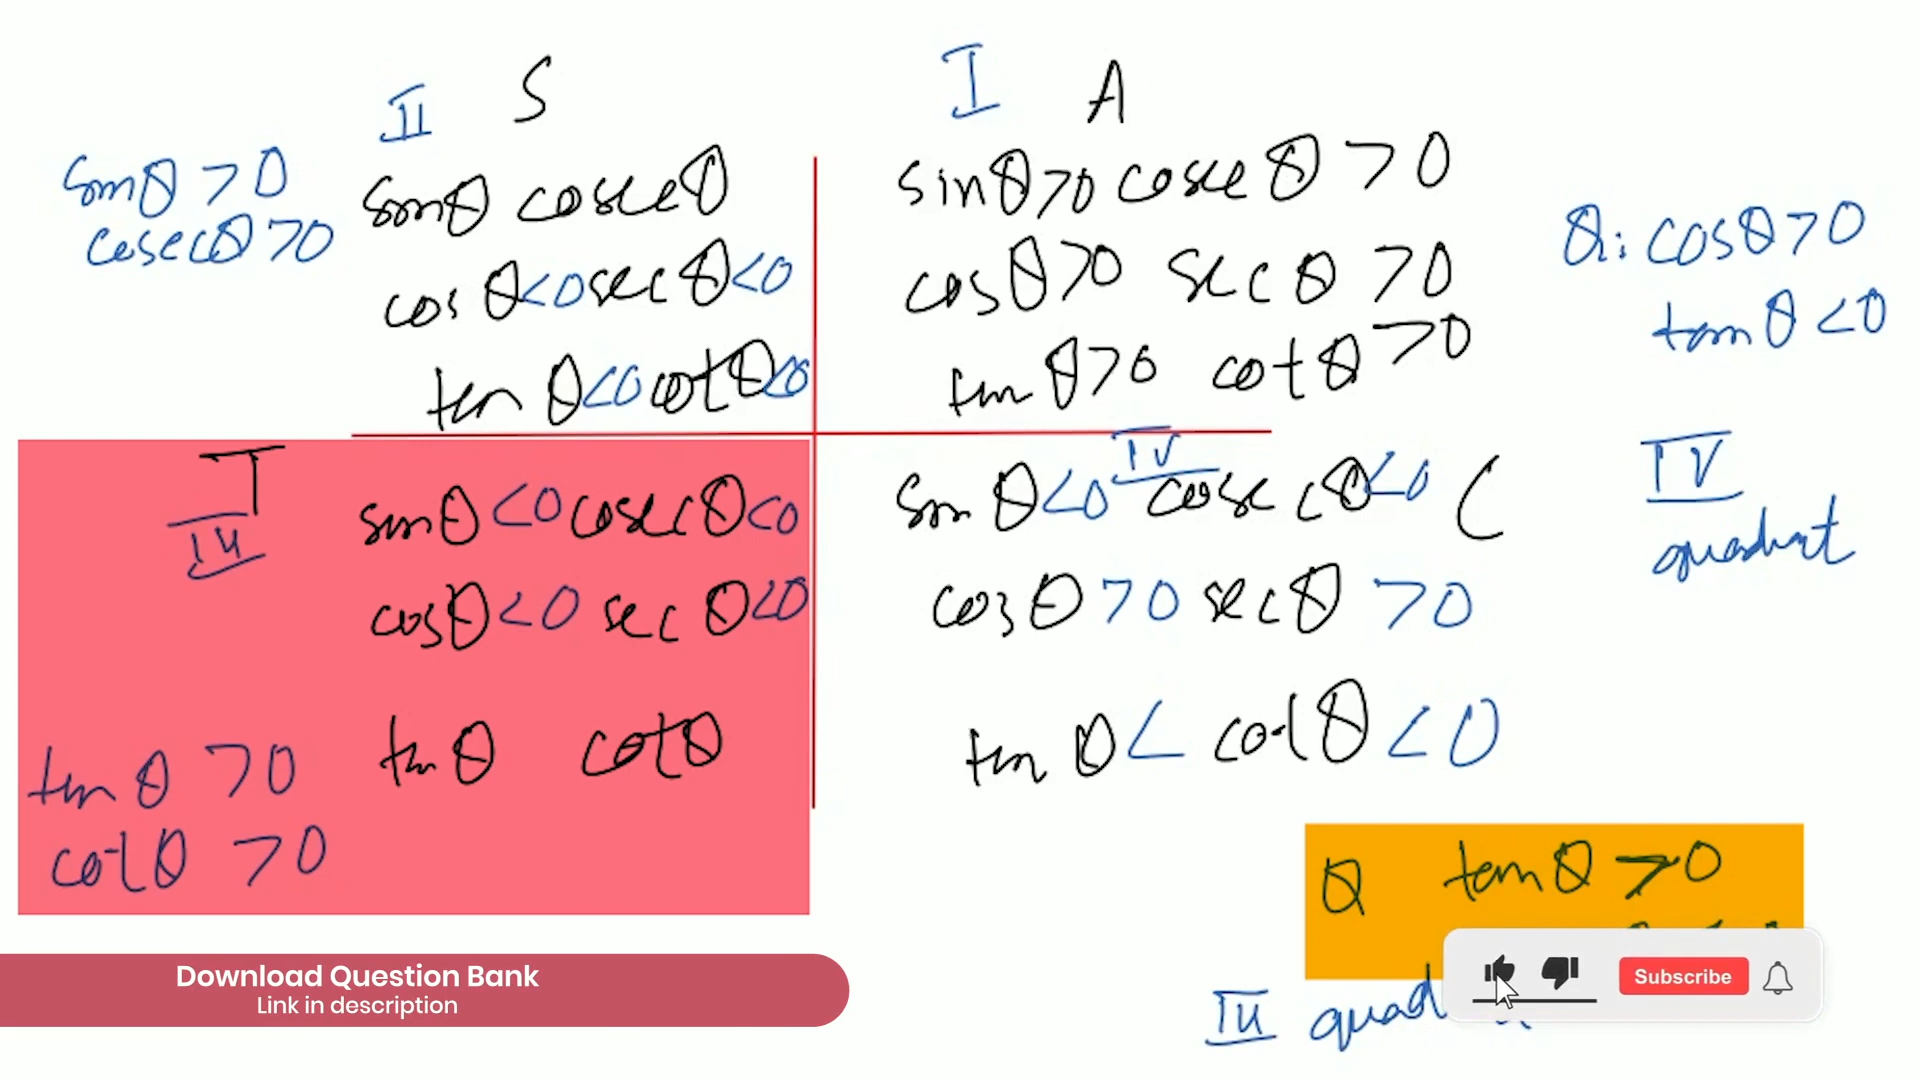 II S
I A
sinθ >0
cosecθ >0
sinθ cosecθ
cosθ <0 secθ <0
tanθ <0 cotθ <0
sinθ >0 cosecθ >0
cosθ >0 secθ >0
tanθ >0 cotθ >0
Q: cosθ >0
tanθ <0
IV
quadrant
T
III
sinθ <0 cosecθ <0
cosθ <0 secθ <0
tanθ cotθ
tanθ >0
cotθ >0
IV
sinθ <0 cosecθ <0 C
cosθ >0 secθ >0
tanθ < cotθ <0
Q tanθ >0
III
Download Question Bank
Link in description
Subscribe